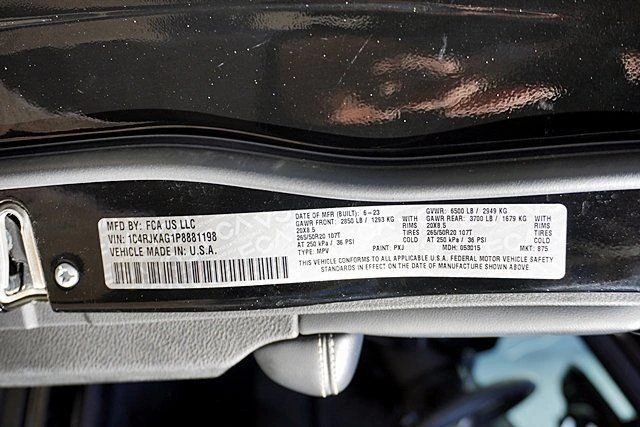 MFD BY: FCA US LLC
VIN: 1C4RJKAG1P8881198
VEHICLE MADE IN: U.S.A.
DATE OF MFR (BUILT): 6-23 GVWR: 6500 LB / 2949 KG
GAWR FRONT: 2850 LB / 1293 KG WITH GAWR REAR: 3700 LB / 1679 KG WITH
20X8.5 RIMS 20X8.5 RIMS
265/50R20 107T TIRES 265/50R20 107T TIRES
AT 250 kPa / 36 PSI COLD AT 250 kPa / 36 PSI COLD
TYPE: MPV PAINT: PXJ MDH: 053015 MKT: 875
THIS VEHICLE CONFORMS TO ALL APPLICABLE U.S.A. FEDERAL MOTOR VEHICLE SAFETY
STANDARDS IN EFFECT ON THE DATE OF MANUFACTURE SHOWN ABOVE.